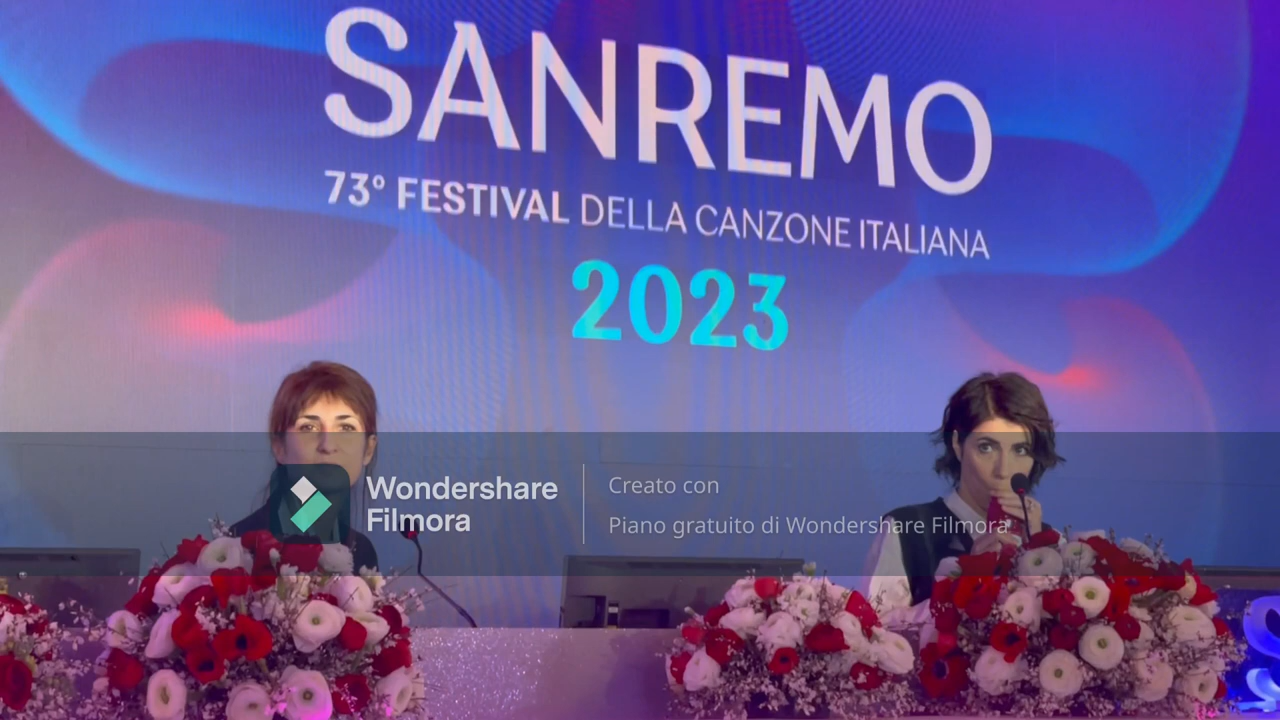 SANREMO
73° FESTIVAL DELLA CANZONE ITALIANA
2023
Wondershare
Filmora
Creato con
Piano gratuito di Wondershare Filmora